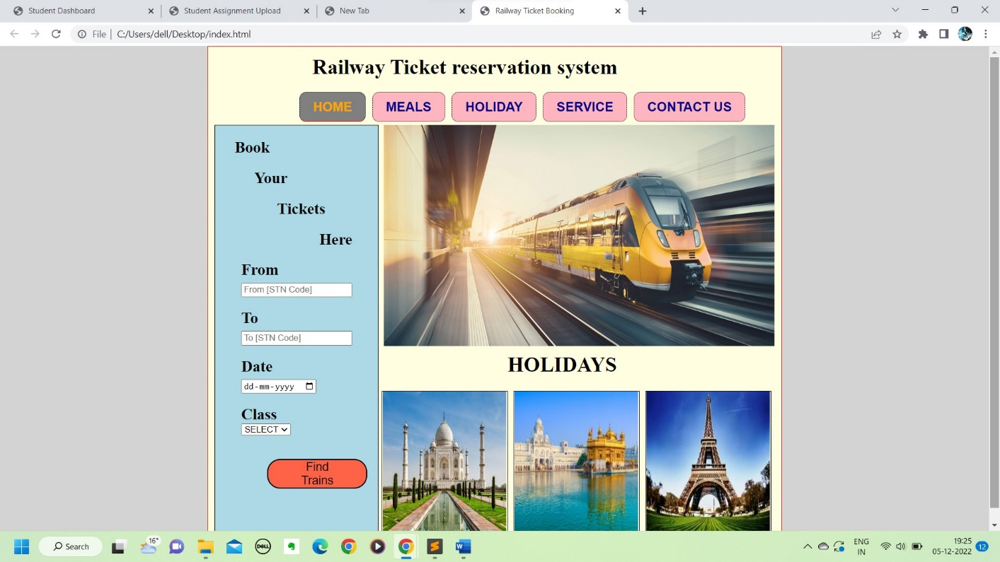 Student Dashboard
Student Assignment Upload
New Tab
Railway Ticket Booking
File
C:/Users/dell/Desktop/index.html
Railway Ticket reservation system
HOME
MEALS
HOLIDAY
SERVICE
CONTACT US
Book
Your
Tickets
Here
From
From [STN Code]
To
To [STN Code]
Date
dd-mm-yyyy
Class
SELECT
Find
Trains
HOLIDAYS
Search
16°
DELL
W
ENG
IN
19:25
05-12-2022
12